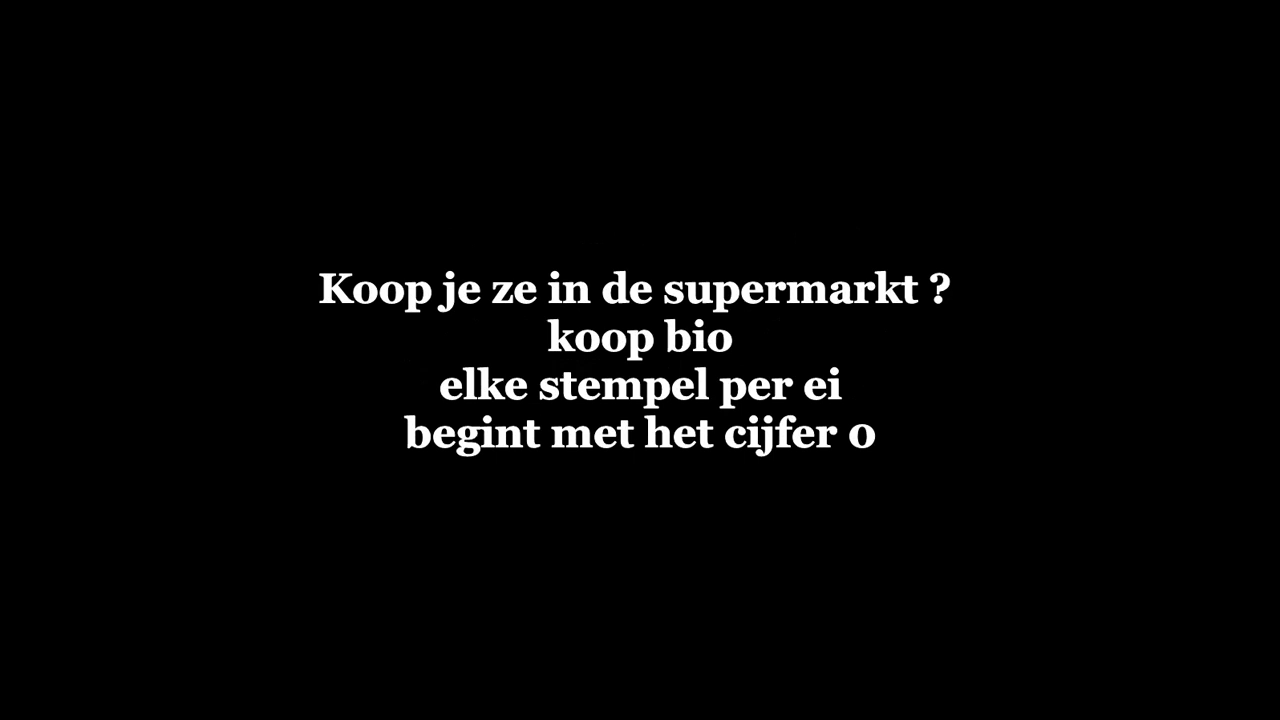 Koop je ze in de supermarkt ?
koop bio
elke stempel per ei
begint met het cijfer 0